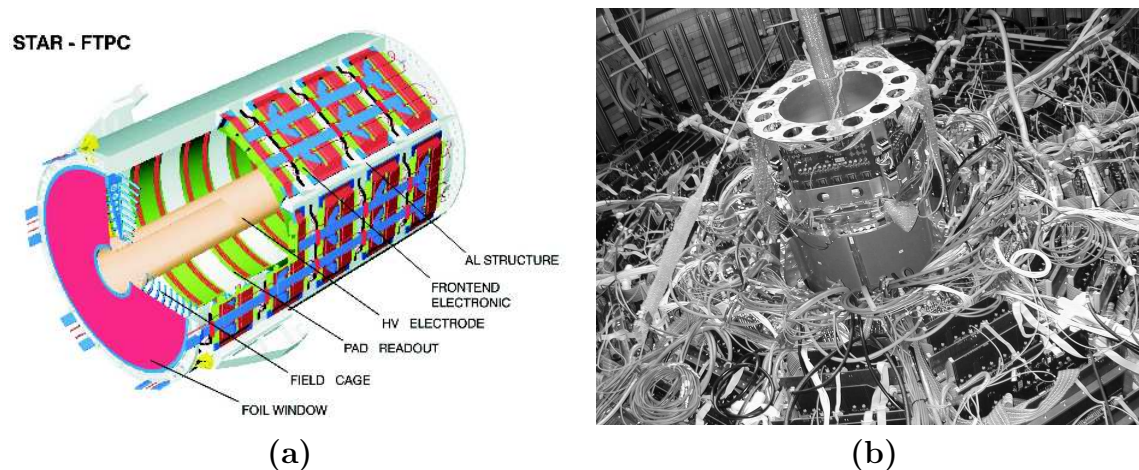 STAR - FTPC
AL STRUCTURE
FRONTEND
ELECTRONIC
HV ELECTRODE
PAD READOUT
FIELD CAGE
FOIL WINDOW
(a)
(b)